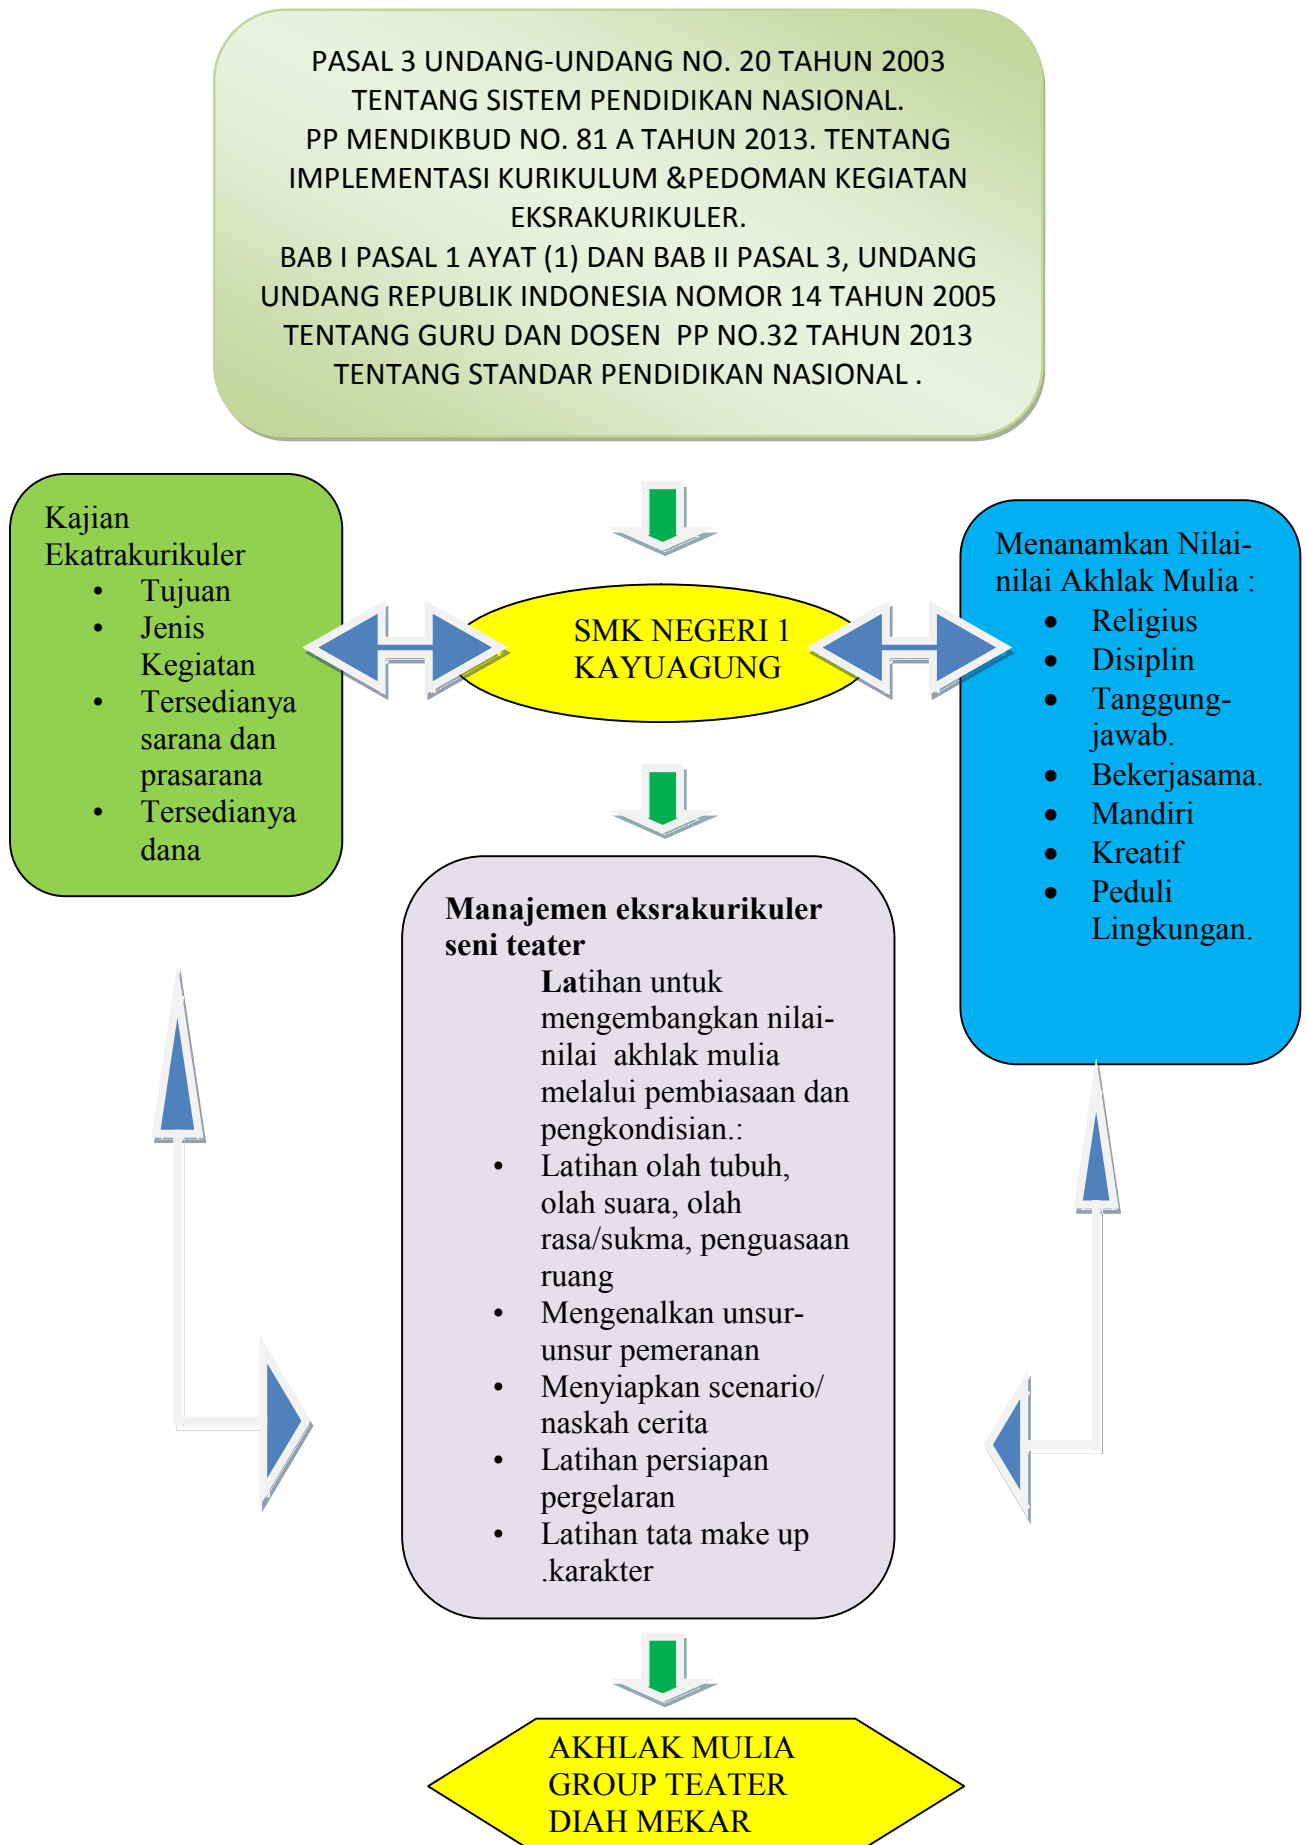 PASAL 3 UNDANG-UNDANG NO. 20 TAHUN 2003
TENTANG SISTEM PENDIDIKAN NASIONAL.
PP MENDIKBUD NO. 81 A TAHUN 2013. TENTANG
IMPLEMENTASI KURIKULUM &PEDOMAN KEGIATAN
EKSRAKURIKULER.
BAB I PASAL 1 AYAT (1) DAN BAB II PASAL 3, UNDANG
UNDANG REPUBLIK INDONESIA NOMOR 14 TAHUN 2005
TENTANG GURU DAN DOSEN  PP NO.32 TAHUN 2013
TENTANG STANDAR PENDIDIKAN NASIONAL .
Kajian
Ekatrakurikuler
• Tujuan
• Jenis
Kegiatan
• Tersedianya
sarana dan
prasarana
• Tersedianya
dana
SMK NEGERI 1
KAYUAGUNG
Menanamkan Nilai-
nilai Akhlak Mulia :
• Religius
• Disiplin
• Tanggung-
jawab.
• Bekerjasama.
• Mandiri
• Kreatif
• Peduli
Lingkungan.
Manajemen eksrakurikuler
seni teater
Latihan untuk
mengembangkan nilai-
nilai  akhlak mulia
melalui pembiasaan dan
pengkondisian.:
• Latihan olah tubuh,
olah suara, olah
rasa/sukma, penguasaan
ruang
• Mengenalkan unsur-
unsur pemeranan
• Menyiapkan scenario/
naskah cerita
• Latihan persiapan
pergelaran
• Latihan tata make up
.karakter
AKHLAK MULIA
GROUP TEATER
DIAH MEKAR